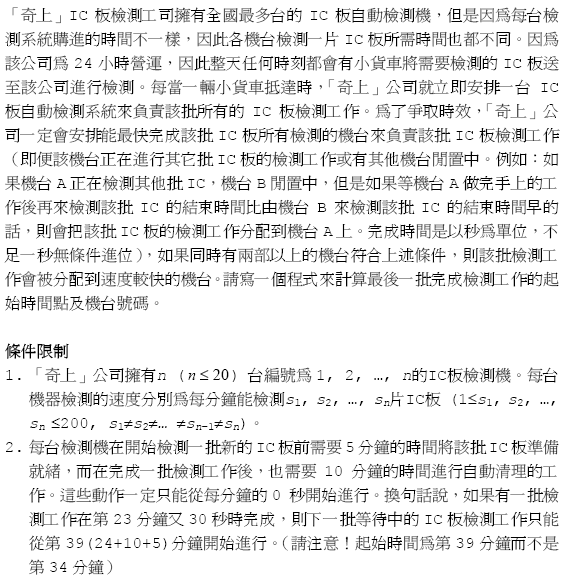 「奇上」IC 板檢測工司擁有全國最多台的 IC 板自動檢測機，但是因為每台檢
測系統購進的時間不一樣，因此各機台檢測一片 IC 板所需時間也都不同。因為
該公司為 24 小時營運，因此整天任何時刻都會有小貨車將需要檢測的 IC 板送
至該公司進行檢測。每當一輛小貨車抵達時，「奇上」公司就立即安排一台 IC
板自動檢測系統來負責該批所有的 IC 板檢測工作。為了爭取時效，「奇上」公
司一定會安排能最快完成該批 IC 板所有檢測的機台來負責該批 IC 板檢測工作
（即便該機台正在進行其它批 IC 板的檢測工作或有其他機台閒置中。例如：如
果機台 A 正在檢測其他批 IC，機台 B 閒置中，但是如果等機台 A 做完手上的工
作後再來檢測該批 IC 的結束時間比由機台 B 來檢測該批 IC 的結束時間早的
話，則會把該批 IC 板的檢測工作分配到機台 A 上。完成時間是以秒為單位，不
足一秒無條件進位)，如果同時有兩部以上的機台符合上述條件，則該批檢測工
作會被分配到速度較快的機台。請寫一個程式來計算最後一批完成檢測工作的起
始時間點及機台號碼。
條件限制
1.「奇上」公司擁有n (n ≤ 20) 台編號為 1, 2, …, n的IC板檢測機。每台
機器檢測的速度分別為每分鐘能檢測s1, s2, …, sn片IC板 (1≤s1, s2, …,
sn ≤200, s1≠s2≠… ≠sn-1≠sn)。
2. 每台檢測機在開始檢測一批新的 IC 板前需要 5 分鐘的時間將該批 IC 板準備
就緒，而在完成一批檢測工作後，也需要 10 分鐘的時間進行自動清理的工
作。這些動作一定只能從每分鐘的 0 秒開始進行。換句話說，如果有一批檢
測工作在第 23 分鐘又 30 秒時完成，則下一批等待中的 IC 板檢測工作只能
從第 39(24+10+5)分鐘開始進行。(請注意！起始時間為第 39 分鐘而不是
第 34 分鐘)